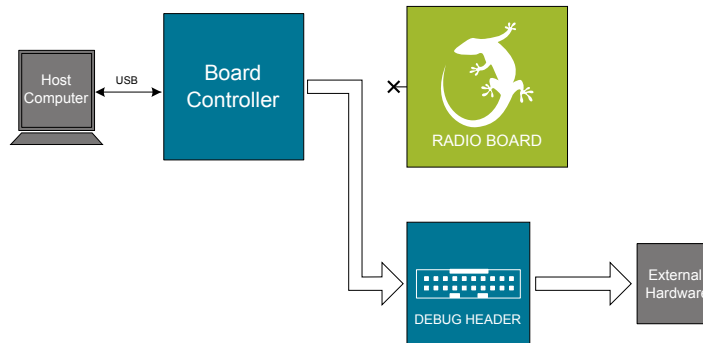 Host
Computer
USB
Board
Controller
RADIO BOARD
DEBUG HEADER
External
Hardware